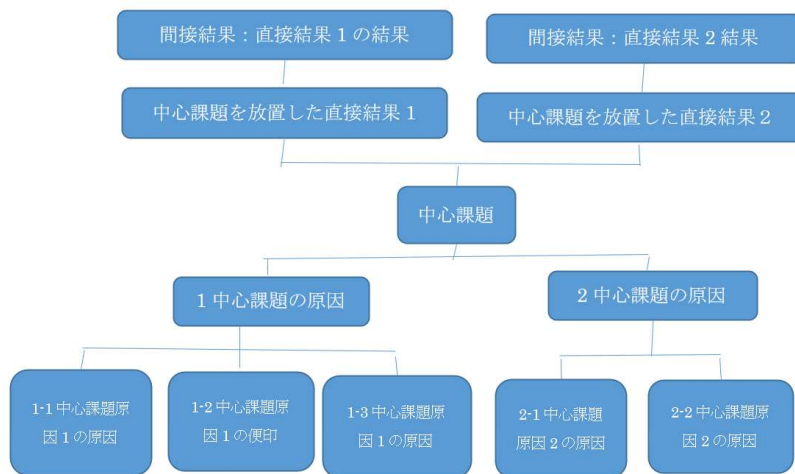 間接結果：直接結果１の結果
間接結果：直接結果２結果
中心課題を放置した直接結果１
中心課題を放置した直接結果２
中心課題
１中心課題の原因
２中心課題の原因
1-1 中心課題原
因１の原因
1-2 中心課題原
因１の便印
1-3 中心課題原
因１の原因
2-1 中心課題
原因２の原因
2-2 中心課題原
因２の原因